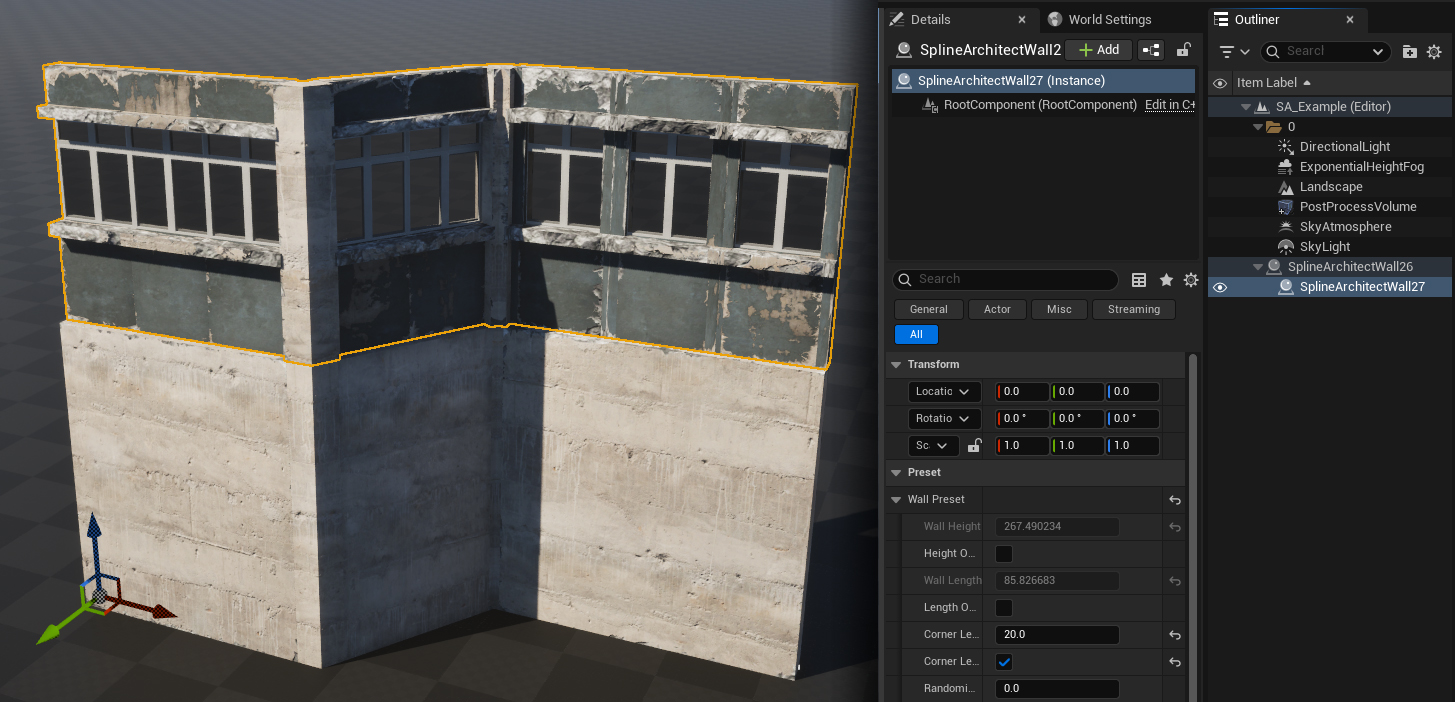 Details
World Settings
SplineArchitectWall2
Add
SplineArchitectWall27 (Instance)
RootComponent (RootComponent)
Edit in C+
Search
General
Actor
Misc
Streaming
All
Transform
Locatio
0.0
0.0
0.0
Rotatio
0.0 °
0.0 °
0.0 °
Sc
1.0
1.0
1.0
Preset
Wall Preset
Wall Height
267.490234
Height O...
Wall Length
85.826683
Length O...
Corner Le...
20.0
Corner Le...
Randomi...
0.0
Outliner
Search
Item Label
SA_Example (Editor)
0
DirectionalLight
ExponentialHeightFog
Landscape
PostProcessVolume
SkyAtmosphere
SkyLight
SplineArchitectWall26
SplineArchitectWall27